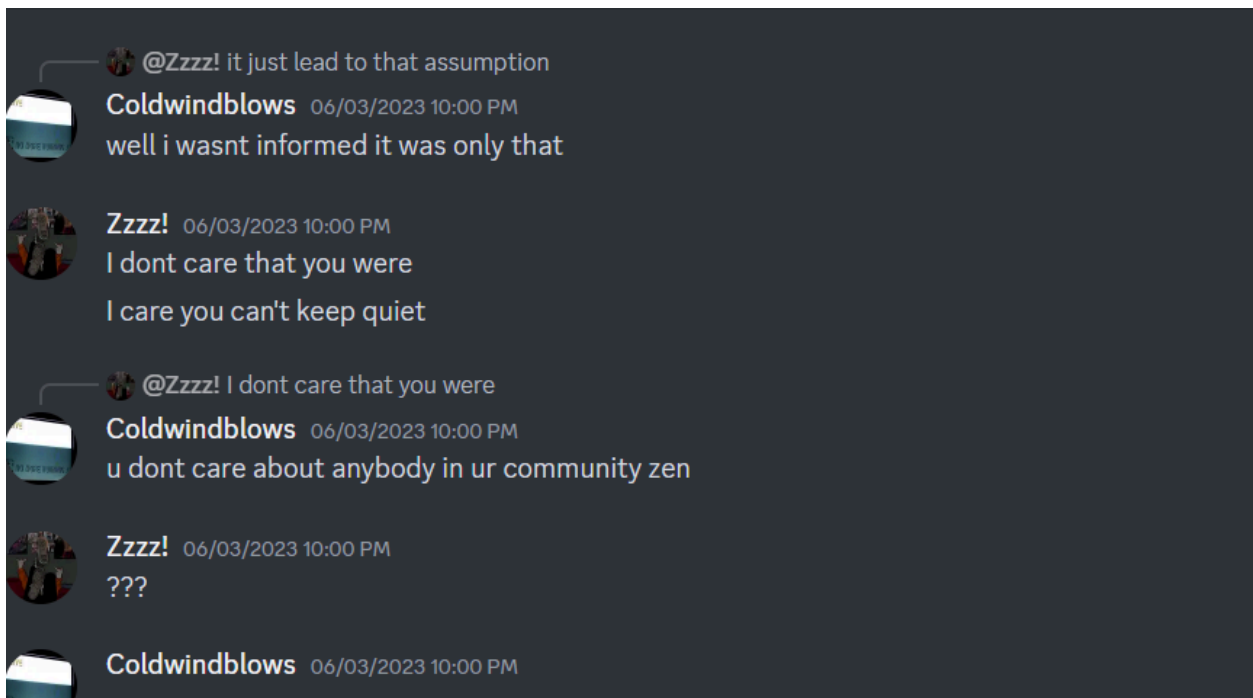 @Zzzz! it just lead to that assumption
Coldwindblows 06/03/2023 10:00 PM
well i wasnt informed it was only that
Zzzz! 06/03/2023 10:00 PM
I dont care that you were
I care you can't keep quiet
@Zzzz! I dont care that you were
Coldwindblows 06/03/2023 10:00 PM
u dont care about anybody in ur community zen
Zzzz! 06/03/2023 10:00 PM
???
Coldwindblows 06/03/2023 10:00 PM